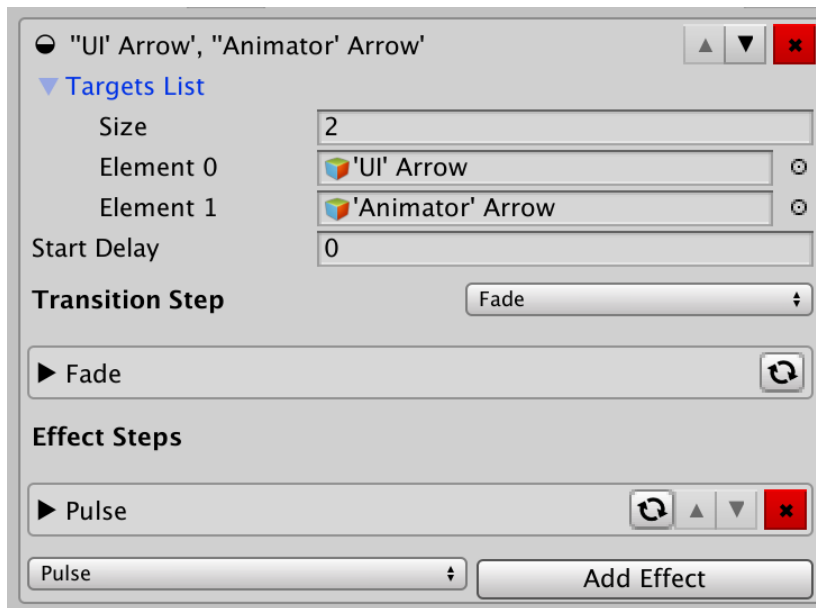 "UI' Arrow', "Animator' Arrow'
Targets List
Size 2
Element 0 'UI' Arrow
Element 1 'Animator' Arrow
Start Delay 0
Transition Step Fade
Fade
Effect Steps
Pulse
Pulse Add Effect